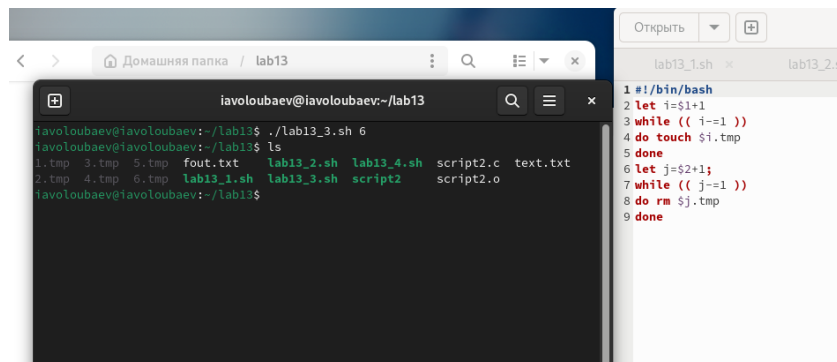 Открыть
Домашняя папка / lab13
lab13_1.sh ×
lab13_2.
iavoloubaev@iavoloubaev:~/lab13
iavoloubaev@iavoloubaev:~/lab13$ ./lab13_3.sh 6
iavoloubaev@iavoloubaev:~/lab13$ ls
1.tmp 3.tmp 5.tmp fout.txt lab13_2.sh lab13_4.sh script2.c text.txt
2.tmp 4.tmp 6.tmp lab13_1.sh lab13_3.sh script2 script2.o
iavoloubaev@iavoloubaev:~/lab13$
1 #!/bin/bash
2 let i=$1+1
3 while (( i-=1 ))
4 do touch $i.tmp
5 done
6 let j=$2+1;
7 while (( j-=1 ))
8 do rm $j.tmp
9 done